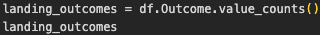 landing_outcomes = df.Outcome.value_counts()
landing_outcomes